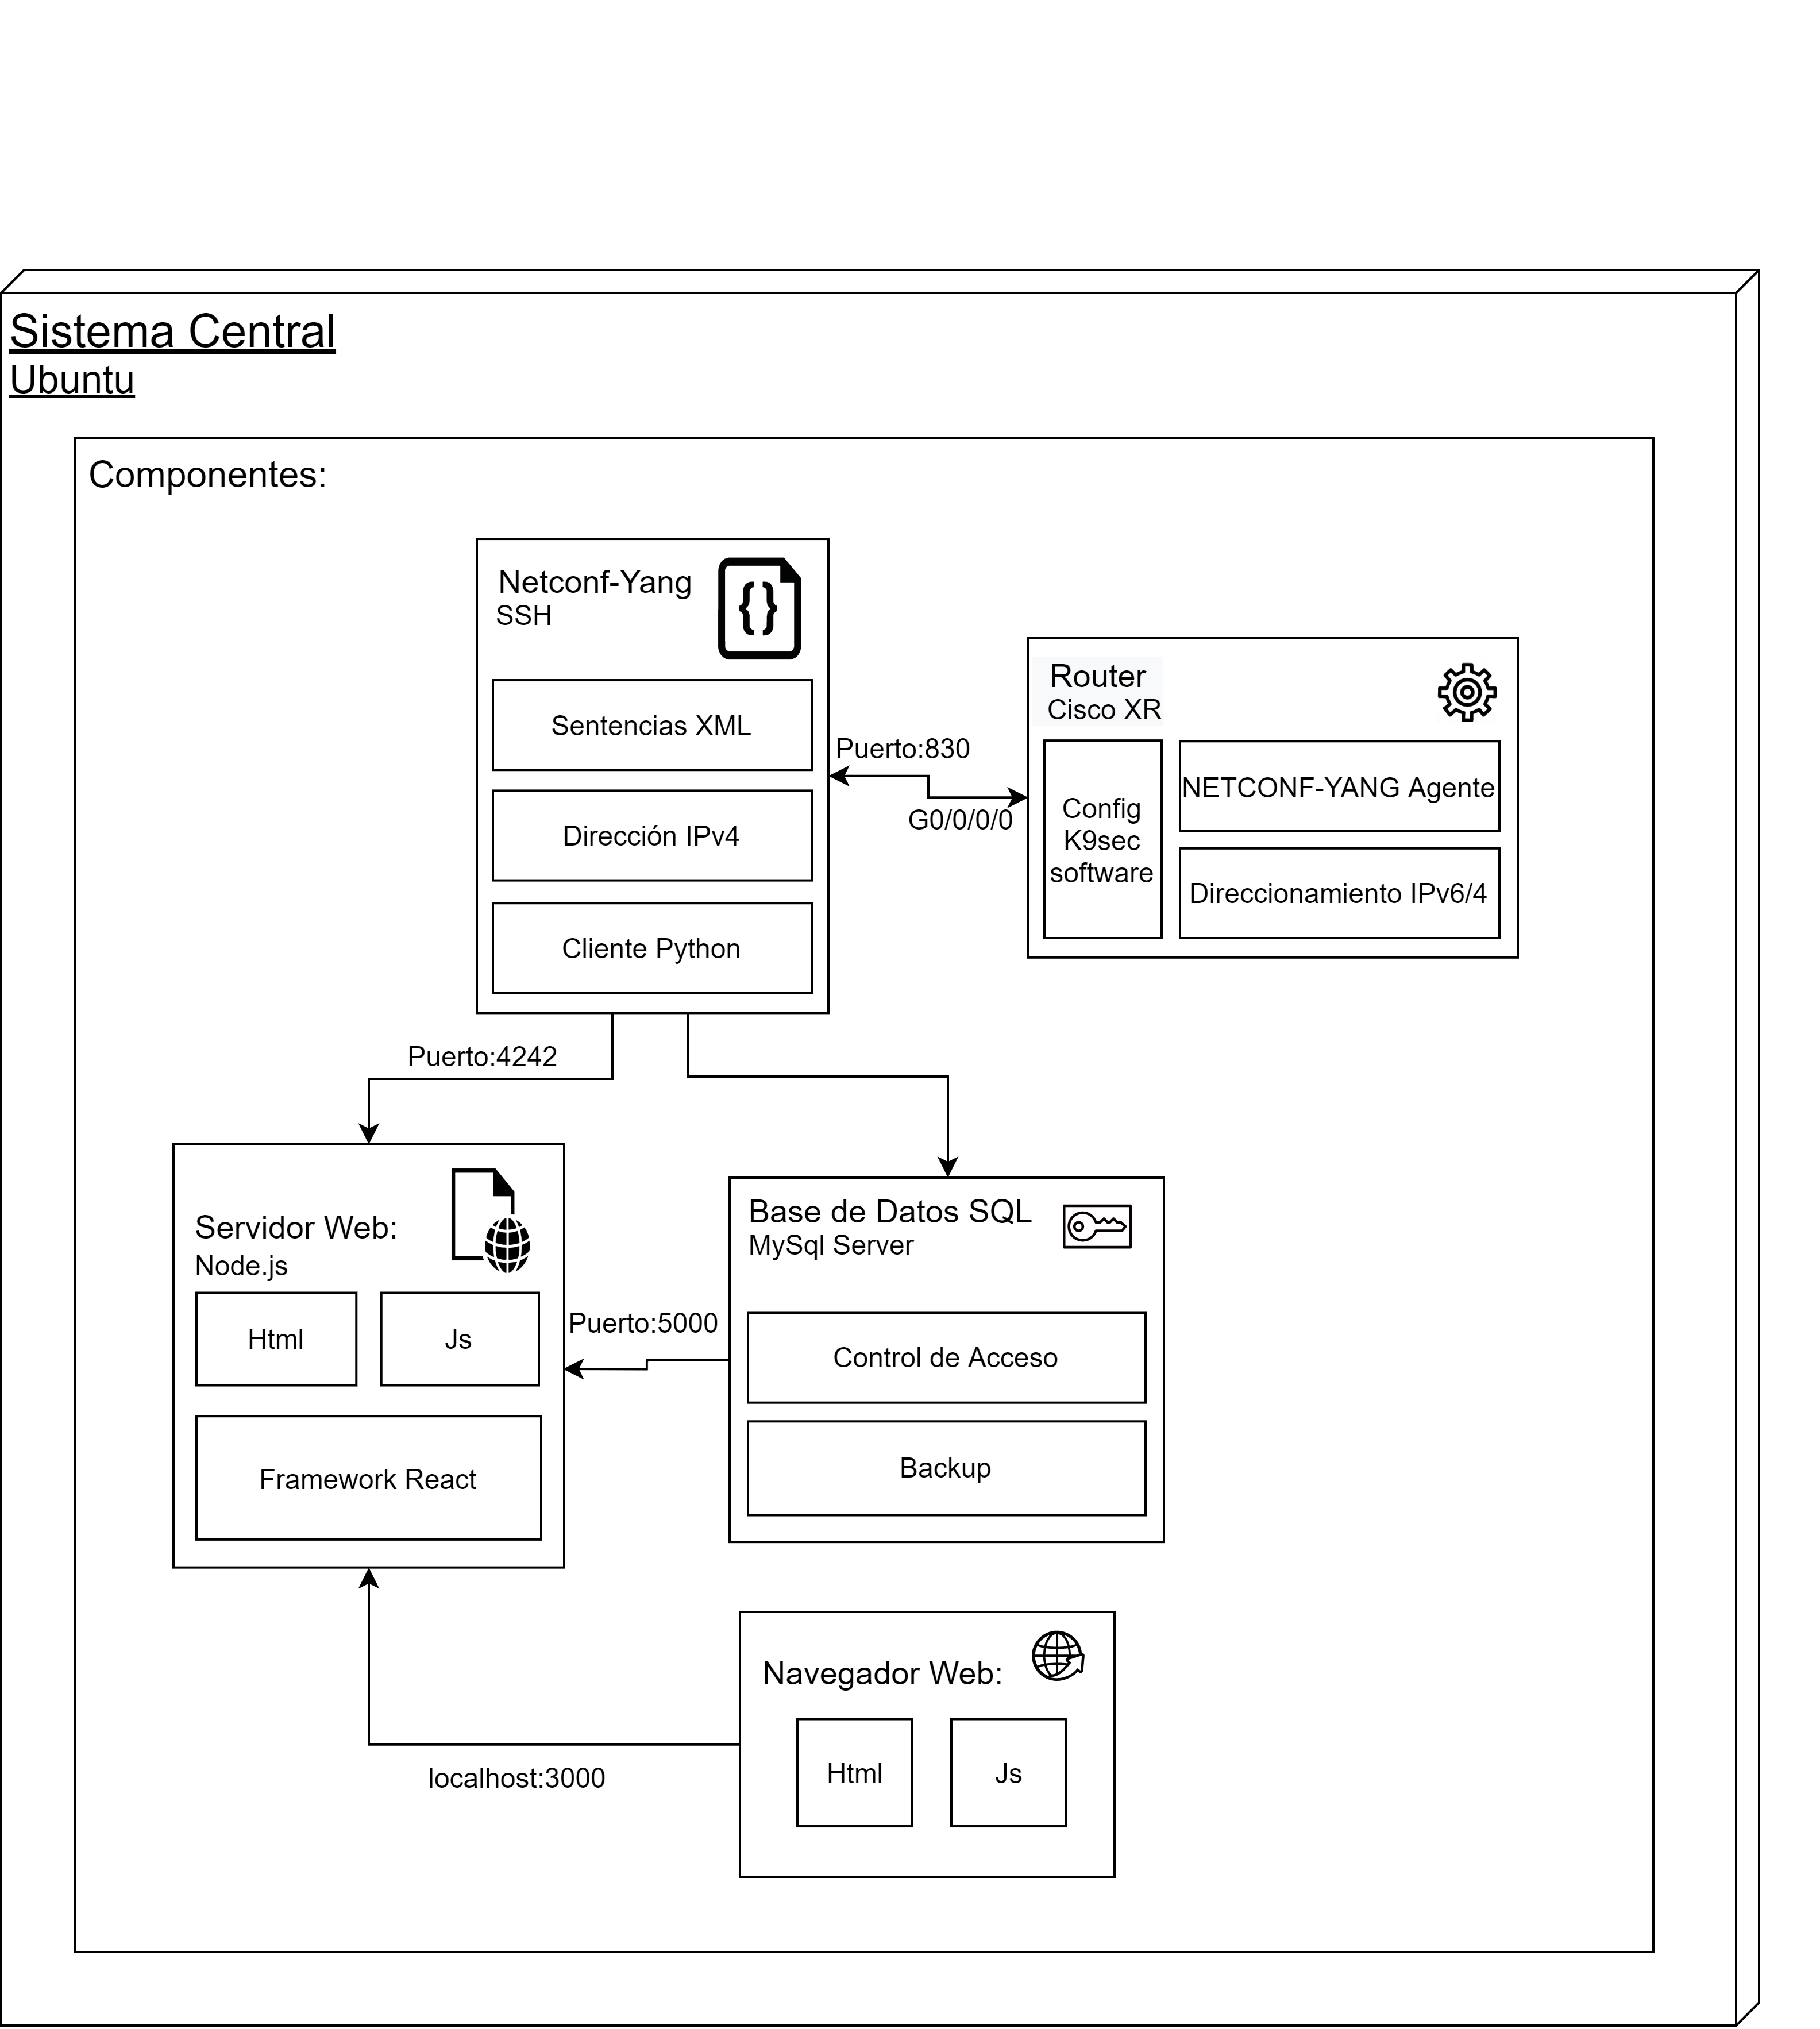 Sistema Central
Ubuntu
Componentes:
Netconf-Yang
SSH
{}
Sentencias XML
Dirección IPv4
Cliente Python
Puerto:830
G0/0/0/0
Router
Cisco XR
Config
K9sec
software
NETCONF-YANG Agente
Direccionamiento IPv6/4
Puerto:4242
Servidor Web:
Node.js
Html
Js
Framework React
Puerto:5000
Base de Datos SQL
MySql Server
Control de Acceso
Backup
localhost:3000
Navegador Web:
Html
Js